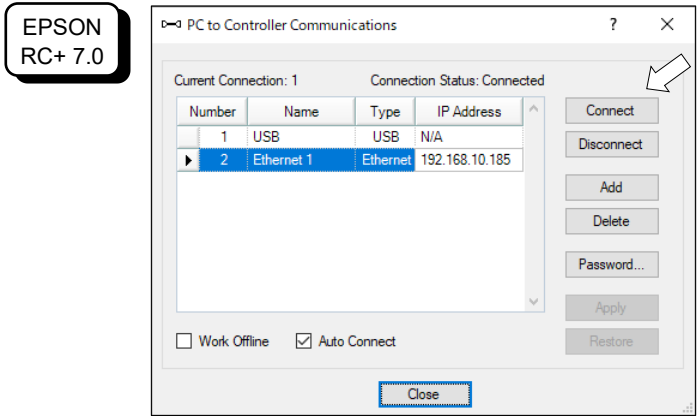 EPSON
RC+ 7.0
PC to Controller Communications
?
Current Connection: 1
Connection Status: Connected
Number Name Type IP Address
1 USB USB N/A
2 Ethernet 1 Ethernet 192.168.10.185
Connect
Disconnect
Add
Delete
Password...
Apply
Restore
Work Offline
Auto Connect
Close